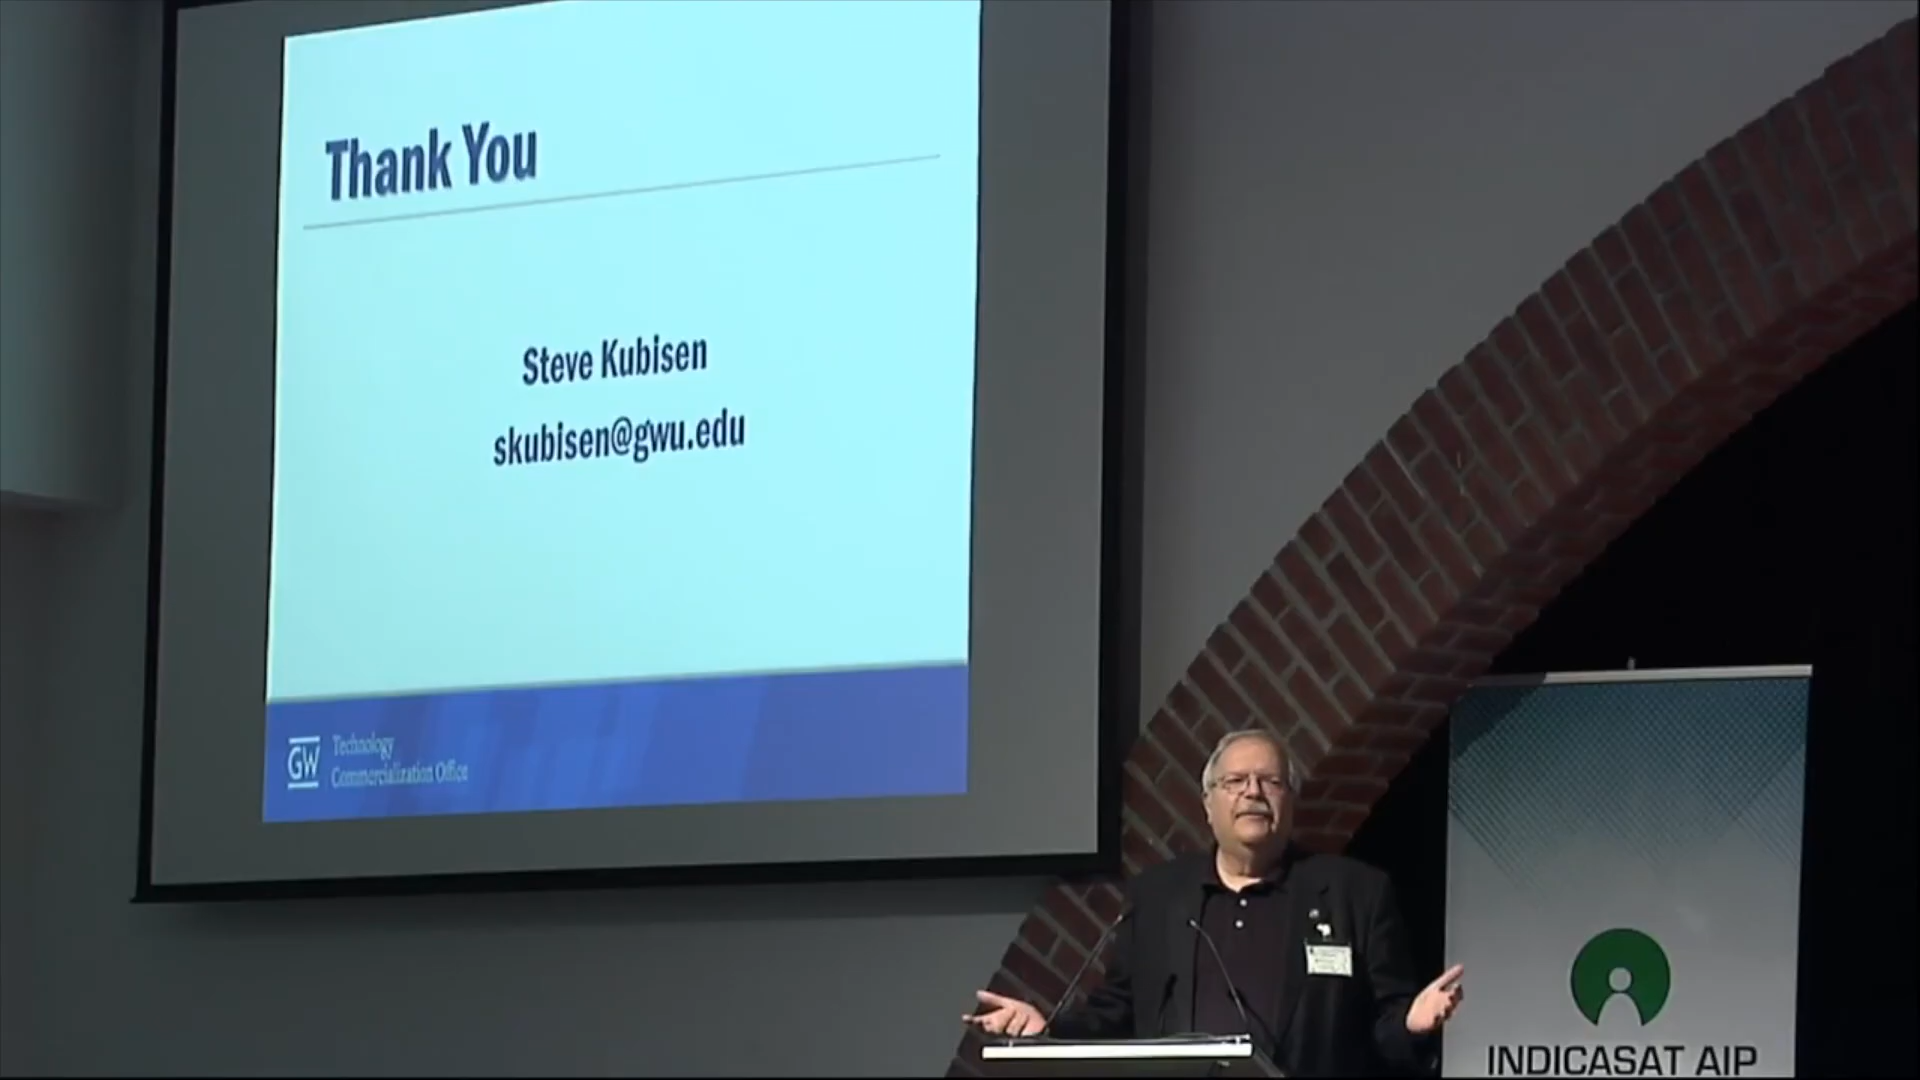 Thank You
Steve Kubisen
skubisen@gwu.edu
GW
Technology
Commercialization Office
INDICASAT AIP